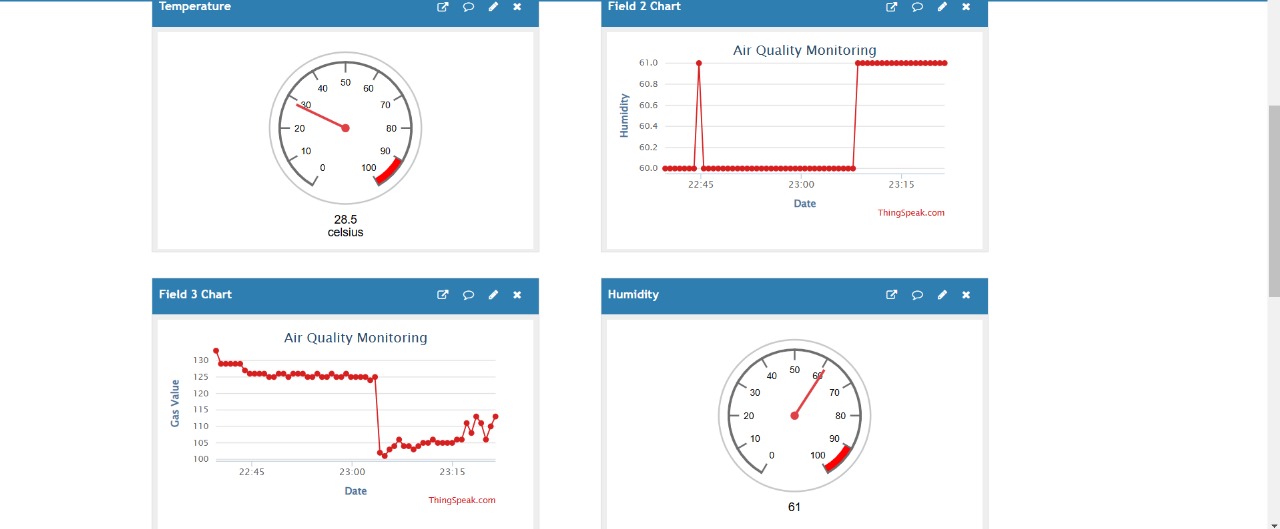 Temperature
0
10
20
30
40
50
60
70
80
90
100
28.5
celsius
Field 2 Chart
Air Quality Monitoring
Humidity
61.0
60.8
60.6
60.4
60.2
60.0
22:45 23:00 23:15
Date
ThingSpeak.com
Field 3 Chart
Air Quality Monitoring
Gas Value
130
125
120
115
110
105
100
22:45 23:00 23:15
Date
ThingSpeak.com
Humidity
0
10
20
30
40
50
60
70
80
90
100
61